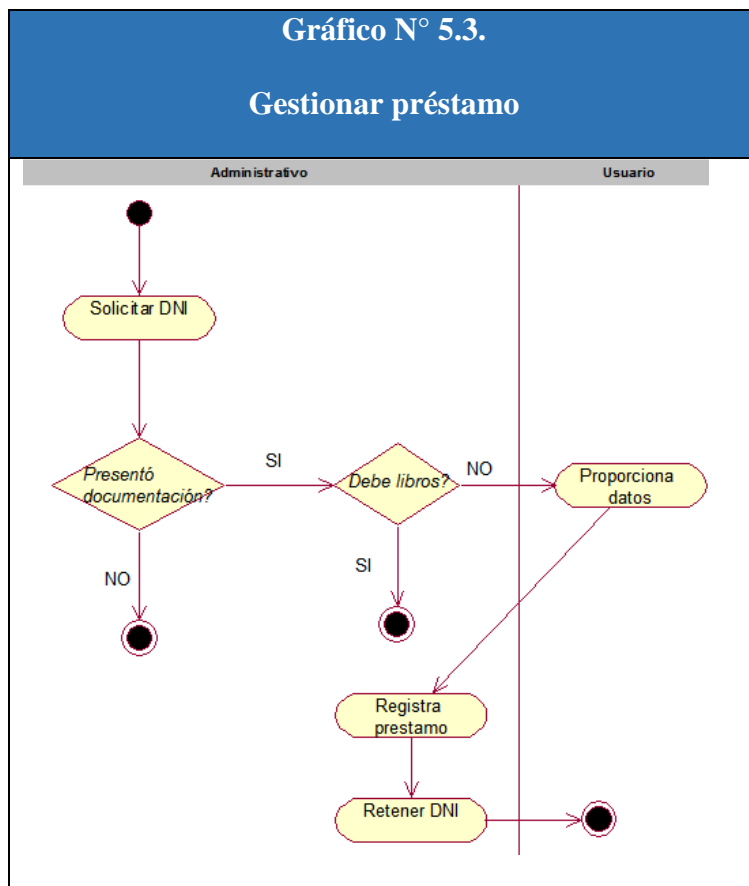 Gráfico N° 5.3.
Gestionar préstamo
Administrativo
Usuario
Solicitar DNI
Presentó
documentación?
SI
Debe libros?
NO
Proporciona
datos
NO
SI
Registra
prestamo
Retener DNI